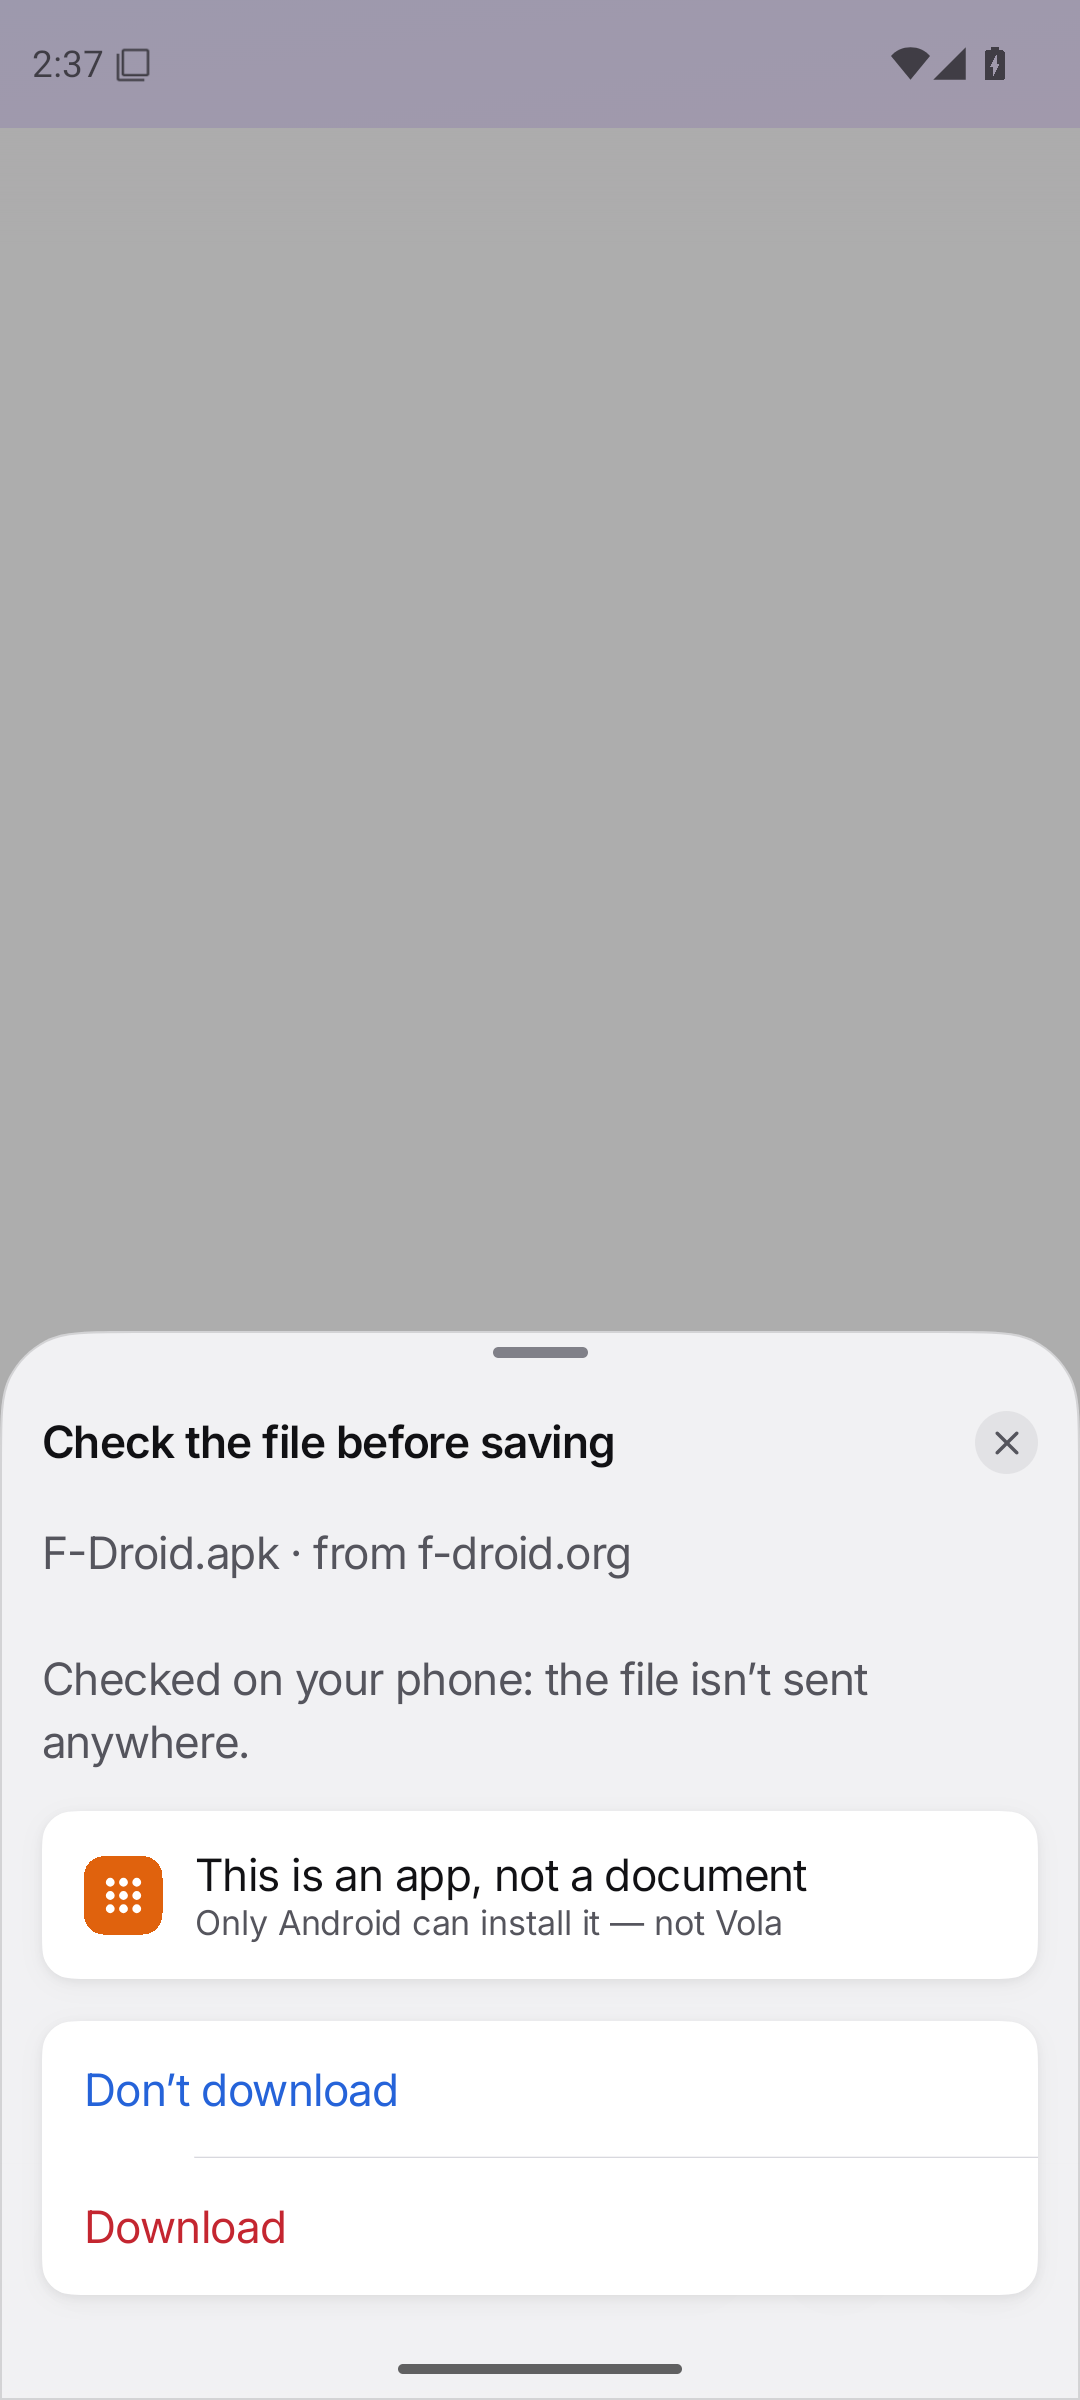 2:37
Check the file before saving
F-Droid.apk · from f-droid.org
Checked on your phone: the file isn’t sent
anywhere.
This is an app, not a document
Only Android can install it — not Vola
Don’t download
Download